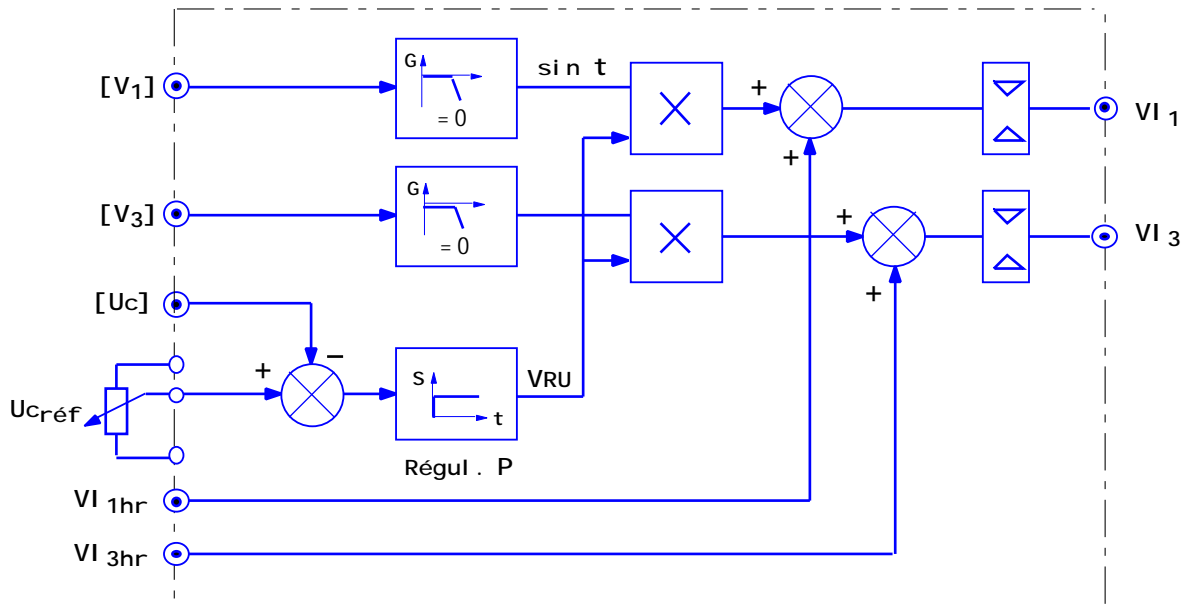 [V1]
G
= 0
sin t
+
+
VI 1
[V3]
G
= 0
+
+
VI 3
[Uc]
−
+
Ucréf
S
t
VRU
Régul. P
VI 1hr
VI 3hr